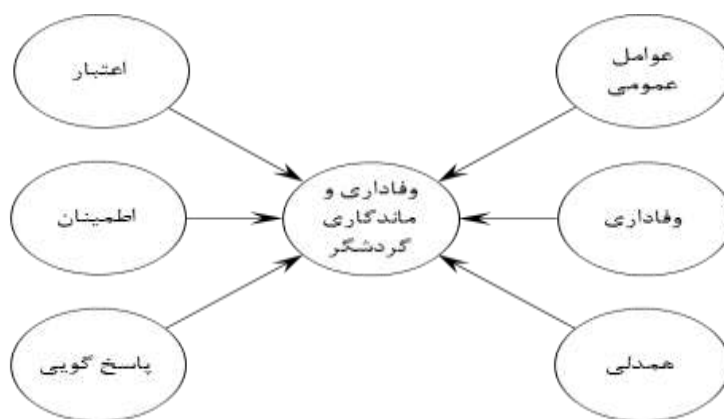 عوامل
عمومی
اعتبار
وفاداری و
ماندگاری
گردشگر
وفاداری
اطمینان
همدلی
پاسخ گویی